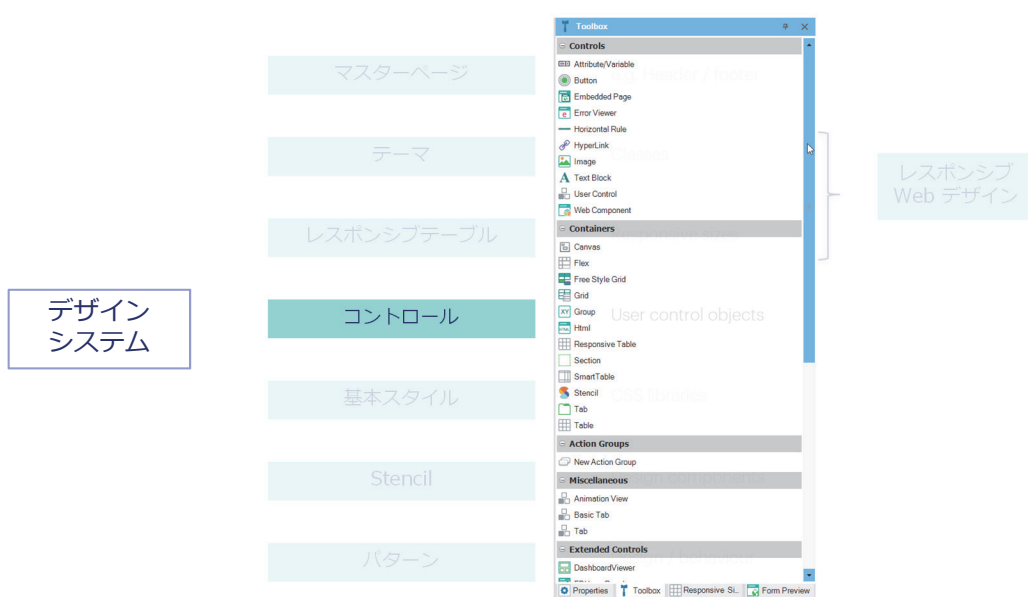 デザイン
システム
マスターページ
テーマ
レスポンシブテーブル
コントロール
基本スタイル
Stencil
パターン
Toolbox
Controls
Attribute/Variable
Button
Embedded Page
Error Viewer
Horizontal Rule
HyperLink
Image
Text Block
User Control
Web Component
Containers
Canvas
Flex
Free Style Grid
Grid
Group
Html
Responsive Table
Section
SmartTable
Stencil
Tab
Table
Action Groups
New Action Group
Miscellaneous
Animation View
Basic Tab
Tab
Extended Controls
DashboardViewer
Properties
Toolbox
Responsive Si..
Form Preview
User control objects
レスポンシブ
Web デザイン